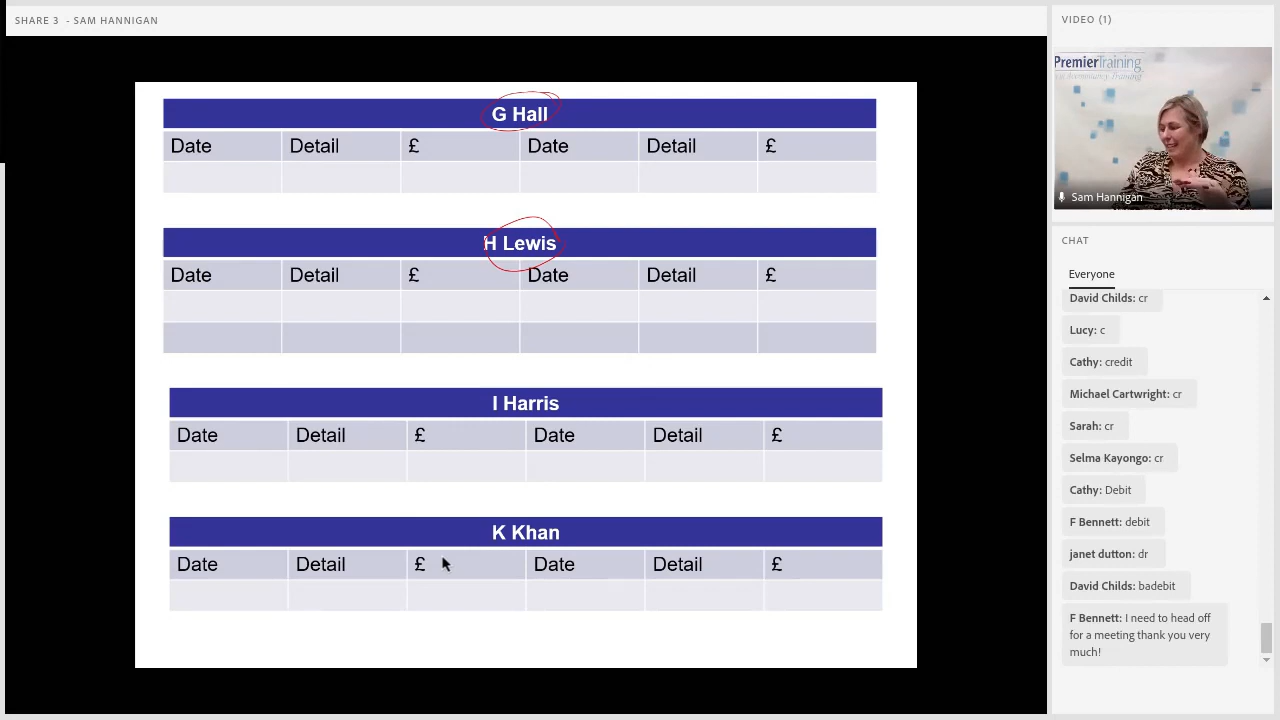 SHARE 3 - SAM HANNIGAN
G Hall
Date Detail £ Date Detail £
H Lewis
Date Detail £ Date Detail £
I Harris
Date Detail £ Date Detail £
K Khan
Date Detail £ Date Detail £
VIDEO (1)
PremierTraining
Sam Hannigan
CHAT
Everyone
David Childs: cr
Lucy: c
Cathy: credit
Michael Cartwright: cr
Sarah: cr
Selma Kayongo: cr
Cathy: Debit
F Bennett: debit
janet dutton: dr
David Childs: badebit
F Bennett: I need to head off
for a meeting thank you very
much!